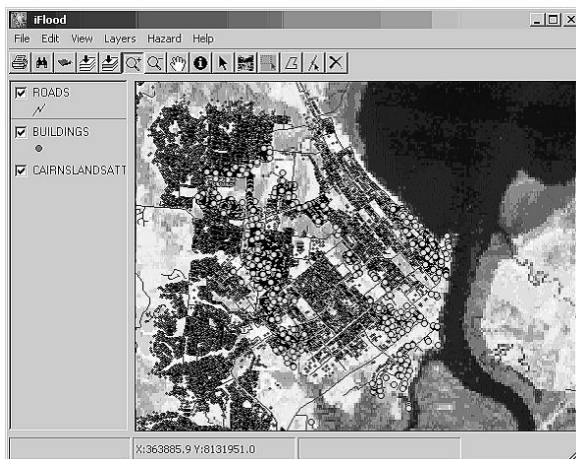 iFlood
File Edit View Layers Hazard Help
ROADS
BUILDINGS
CAIRNSLANDSATT
X:363885.9 Y:8131951.0